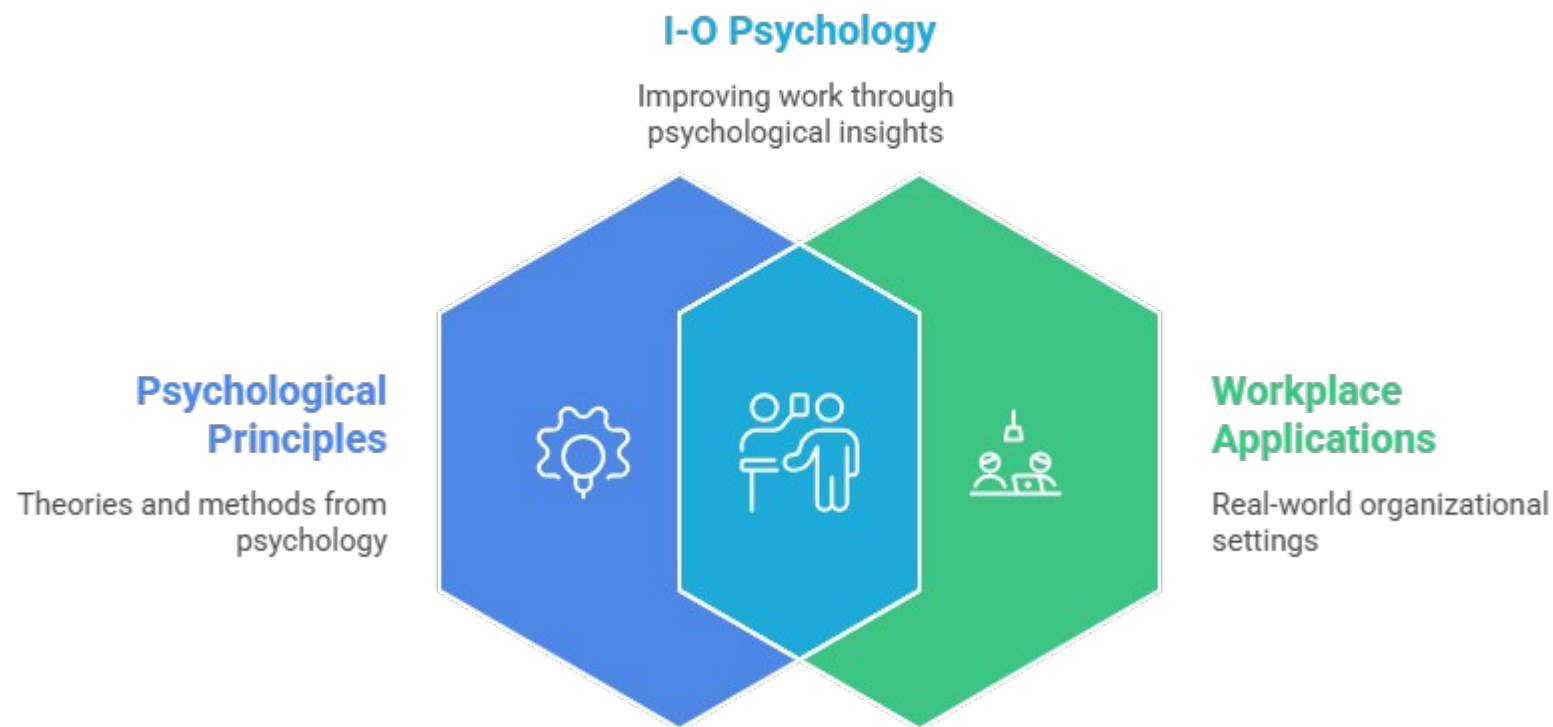 I-O Psychology
Improving work through
psychological insights
Psychological
Principles
Theories and methods from
psychology
Workplace
Applications
Real-world organizational
settings